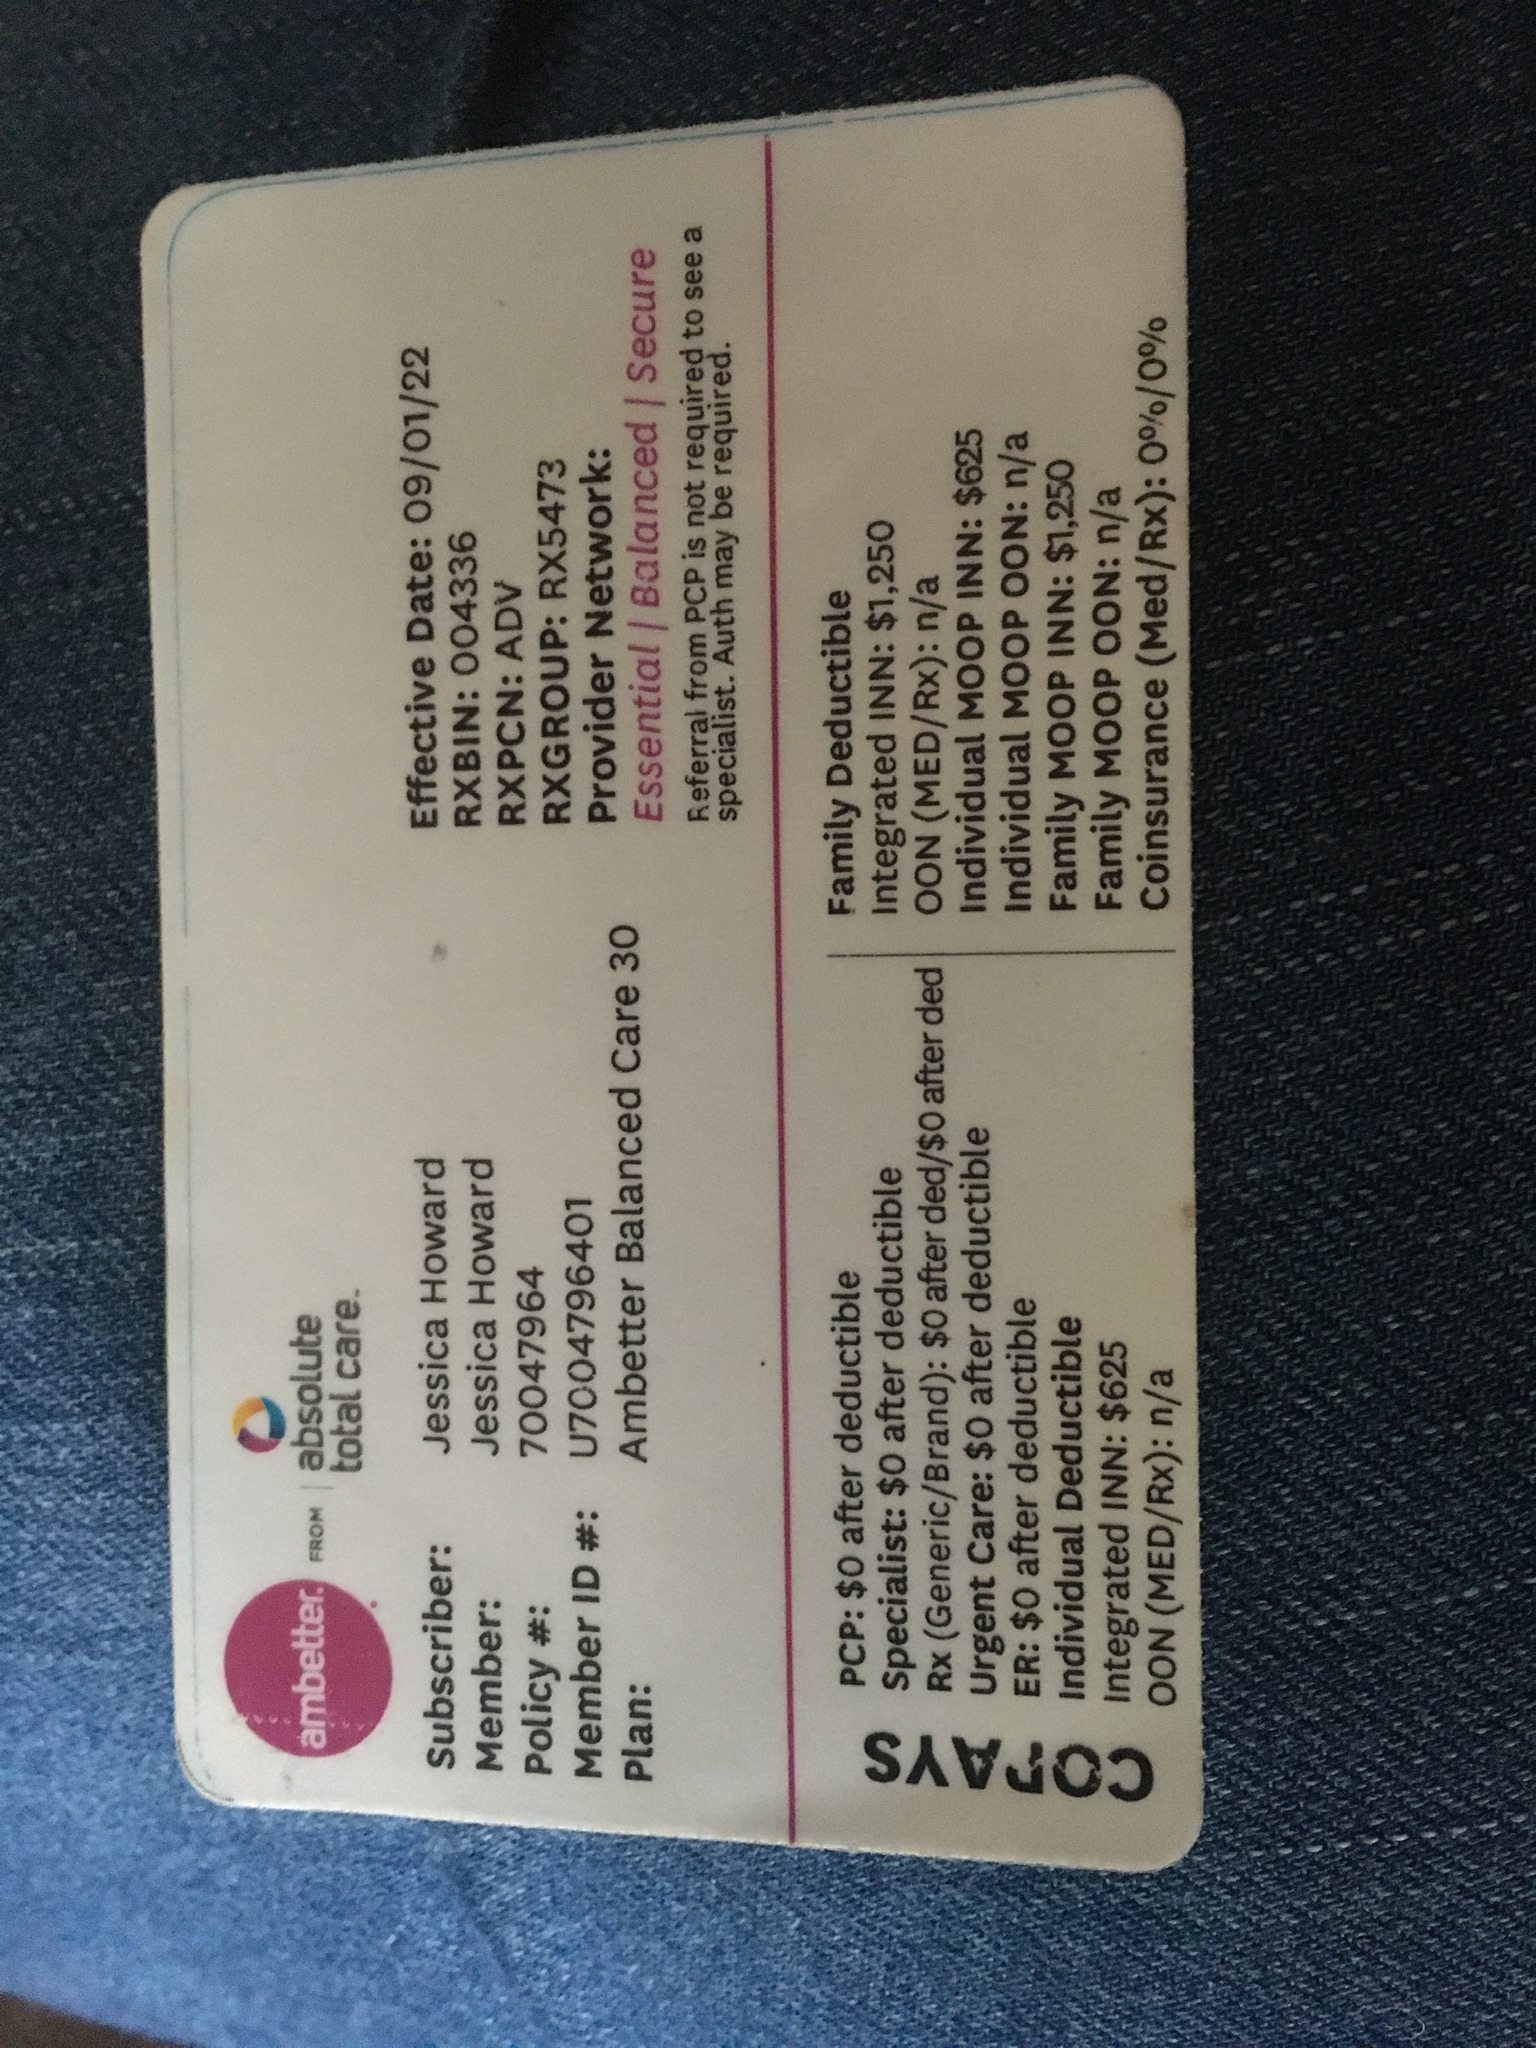 ambetter. FROM | absolute
total care.
Subscriber: Jessica Howard
Member: Jessica Howard
Policy #: 70047964
Member ID #: U7004796401
Plan: Ambetter Balanced Care 30
Effective Date: 09/01/22
RXBIN: 004336
RXPCN: ADV
RXGROUP: RX5473
Provider Network:
Essential | Balanced | Secure
Referral from PCP is not required to see a
specialist. Auth may be required.
COPAYS
PCP: $0 after deductible
Specialist: $0 after deductible
Rx (Generic/Brand): $0 after ded/$0 after ded
Urgent Care: $0 after deductible
ER: $0 after deductible
Individual Deductible
Integrated INN: $625
OON (MED/Rx): n/a
Family Deductible
Integrated INN: $1,250
OON (MED/Rx): n/a
Individual MOOP INN: $625
Individual MOOP OON: n/a
Family MOOP INN: $1,250
Family MOOP OON: n/a
Coinsurance (Med/Rx): 0%/0%